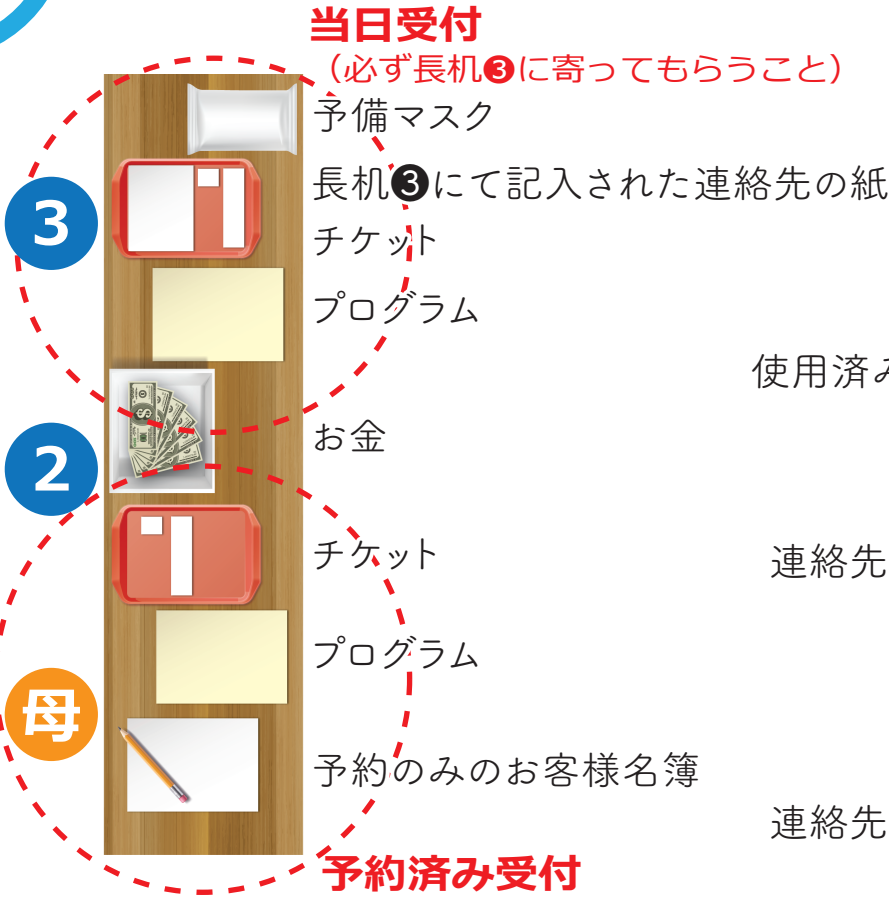 当日受付
（必ず長机❸に寄ってもらうこと）
予備マスク
長机❸にて記入された連絡先の紙
3
チケット
プログラム
使用済み
お金
2
チケット
連絡先
プログラム
母
予約のみのお客様名簿
連絡先
予約済み受付